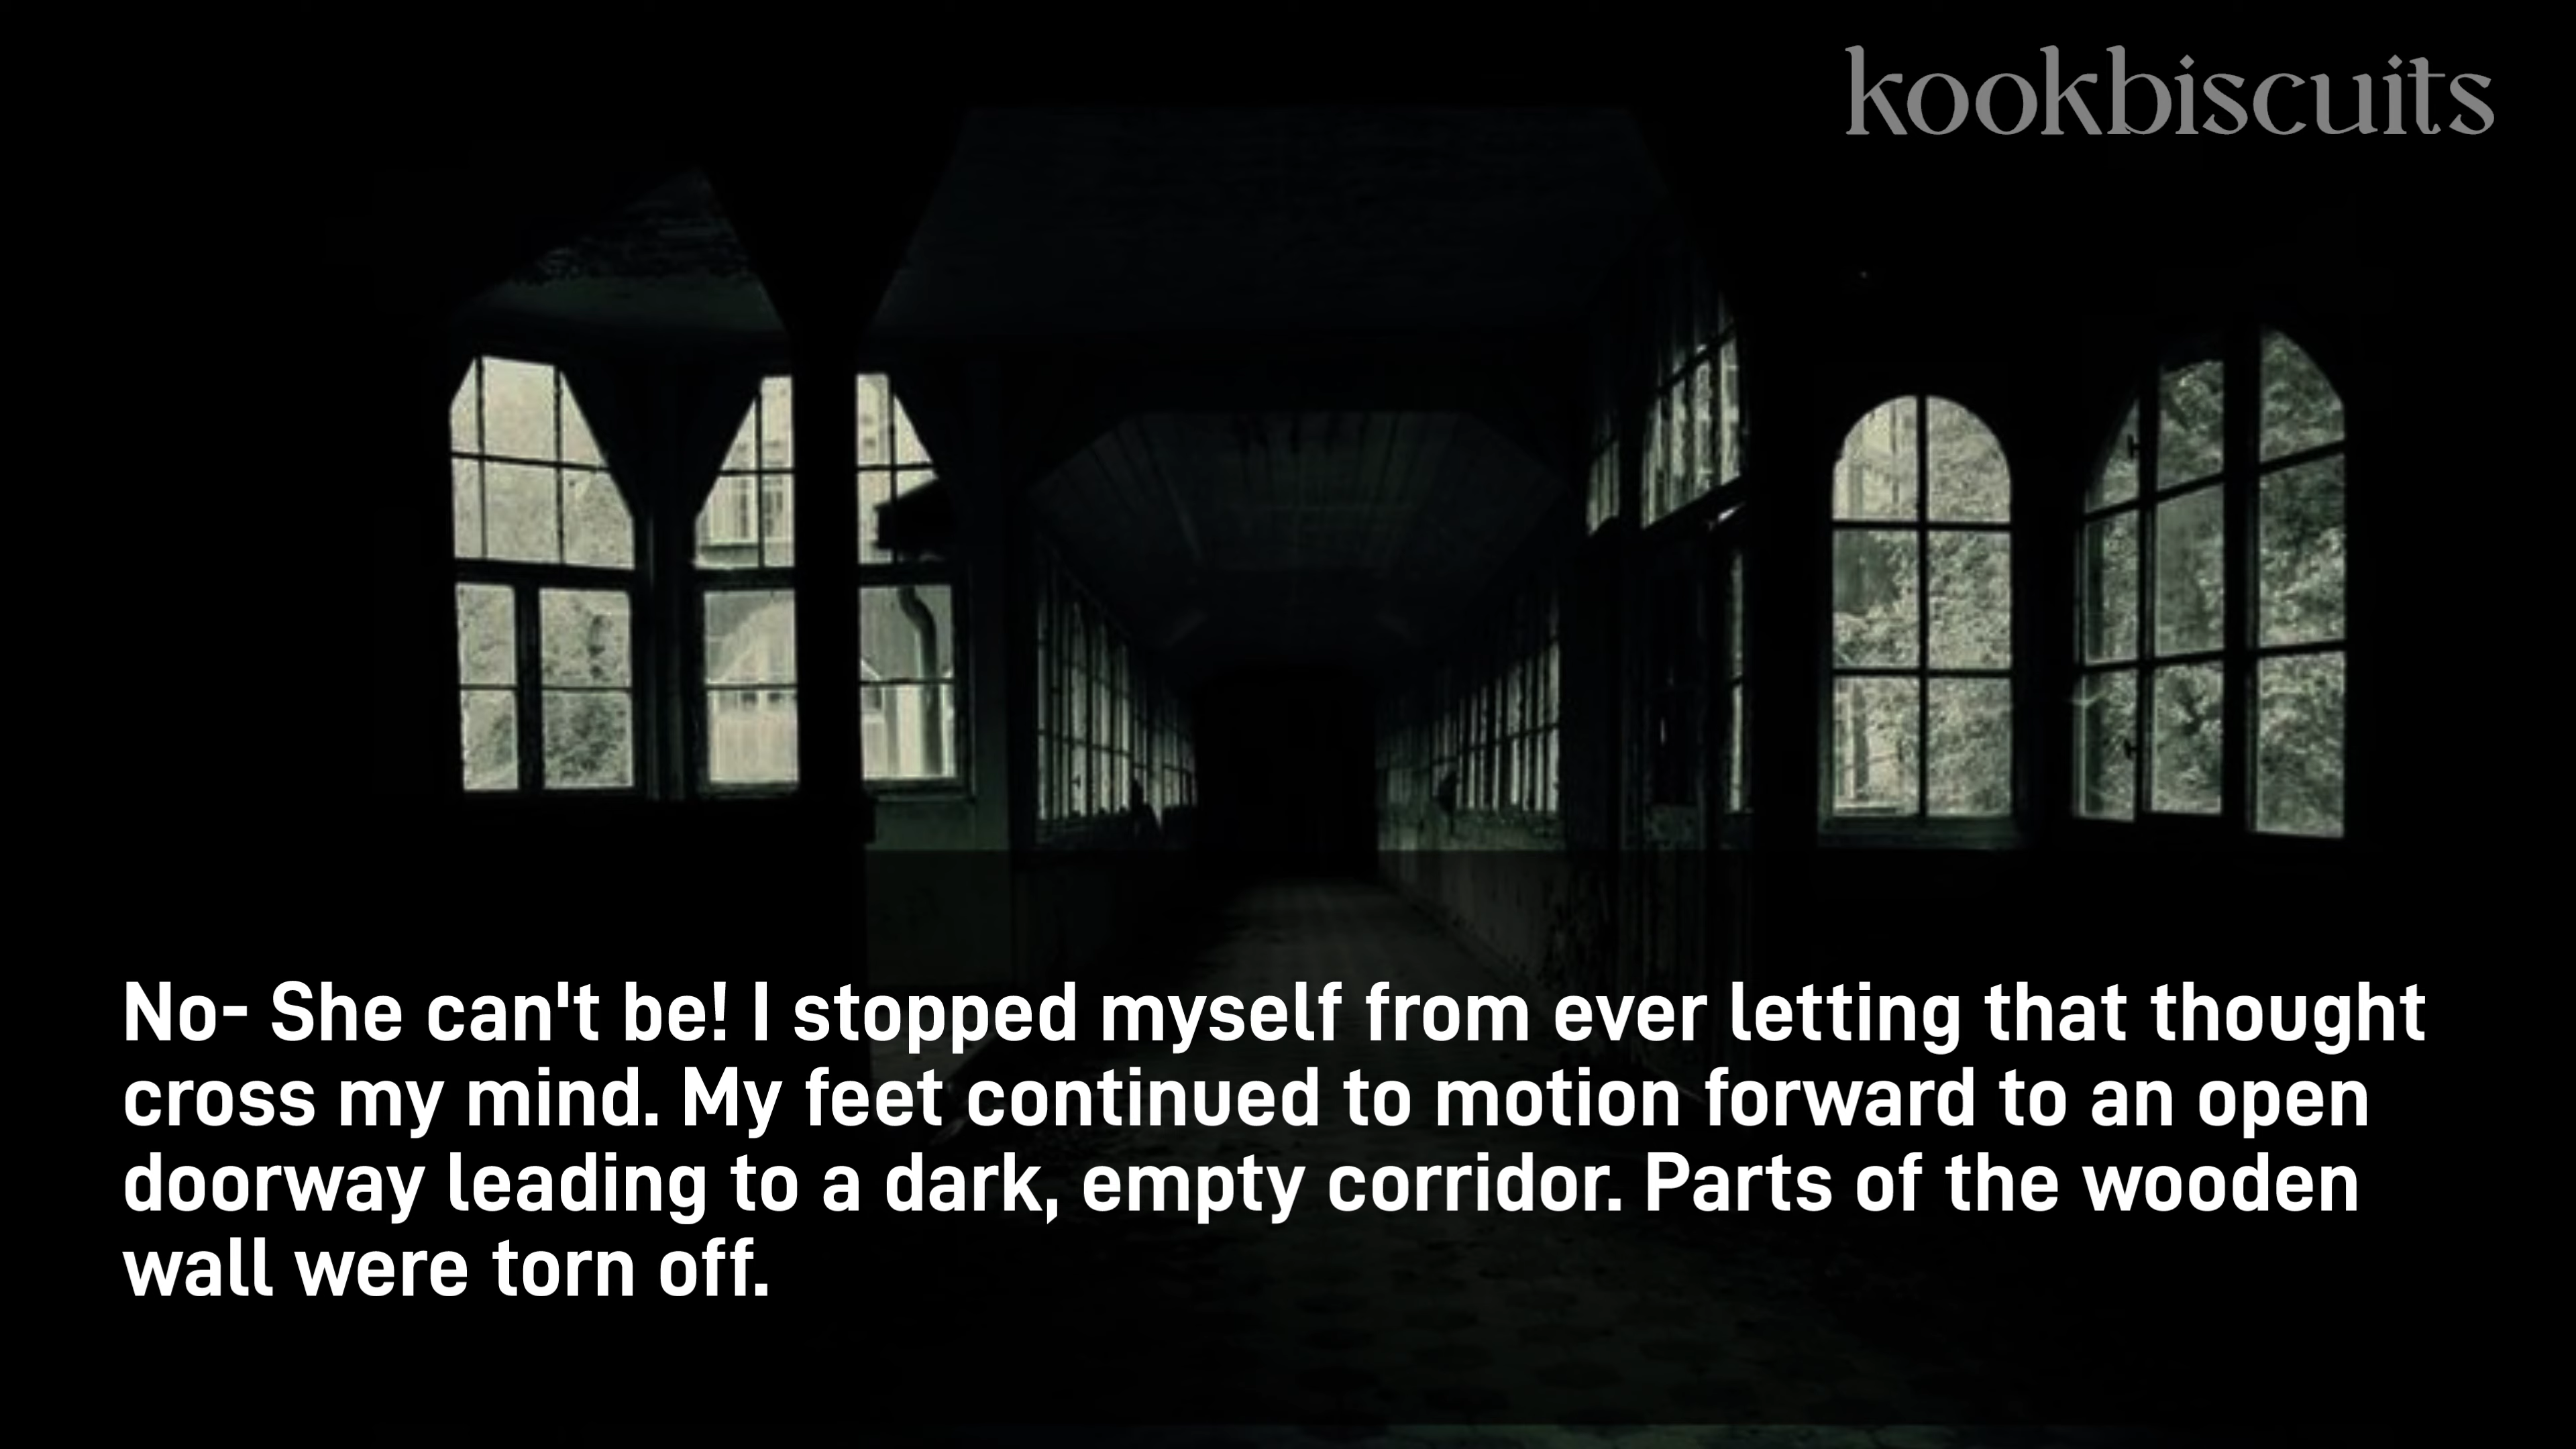 kookbiscuits
No- She can't be! I stopped myself from ever letting that thought
cross my mind. My feet continued to motion forward to an open
doorway leading to a dark, empty corridor. Parts of the wooden
wall were torn off.